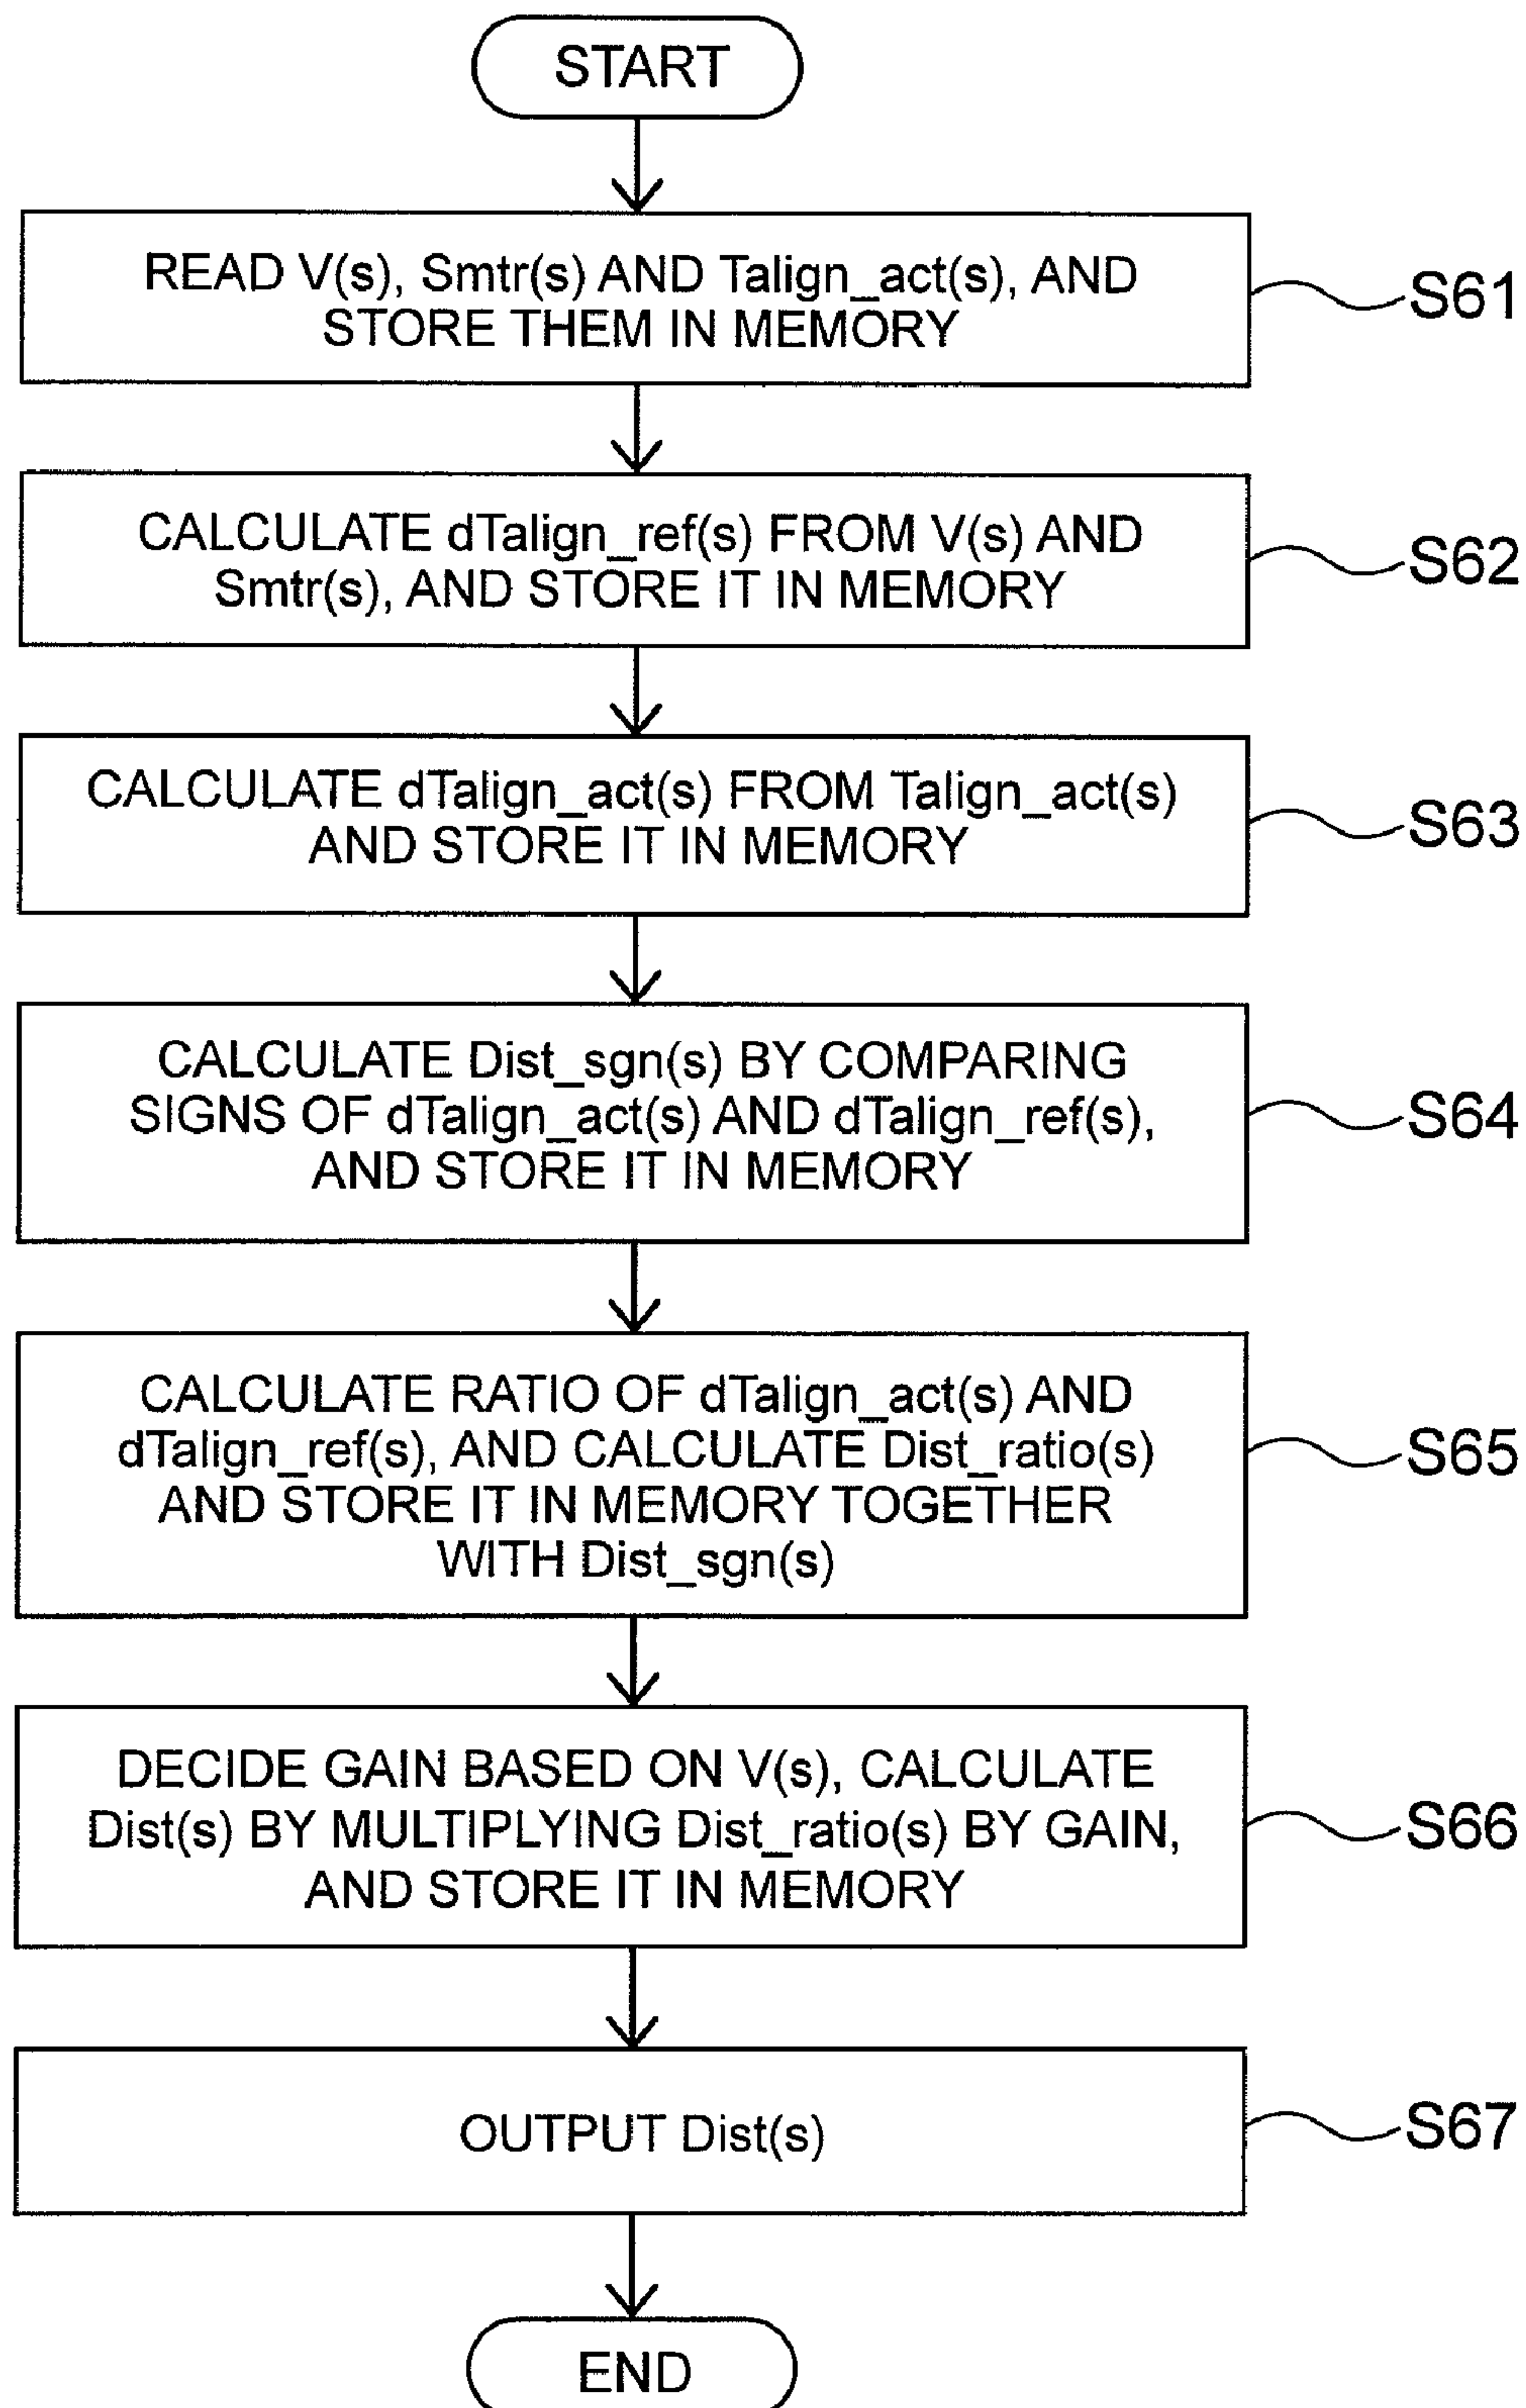 START
READ V(s), Smtr(s) AND Talign_act(s), AND
STORE THEM IN MEMORY
S61
CALCULATE dTalign_ref(s) FROM V(s) AND
Smtr(s), AND STORE IT IN MEMORY
S62
CALCULATE dTalign_act(s) FROM Talign_act(s)
AND STORE IT IN MEMORY
S63
CALCULATE Dist_sgn(s) BY COMPARING
SIGNS OF dTalign_act(s) AND dTalign_ref(s),
AND STORE IT IN MEMORY
S64
CALCULATE RATIO OF dTalign_act(s) AND
dTalign_ref(s), AND CALCULATE Dist_ratio(s)
AND STORE IT IN MEMORY TOGETHER
WITH Dist_sgn(s)
S65
DECIDE GAIN BASED ON V(s), CALCULATE
Dist(s) BY MULTIPLYING Dist_ratio(s) BY GAIN,
AND STORE IT IN MEMORY
S66
OUTPUT Dist(s)
S67
END